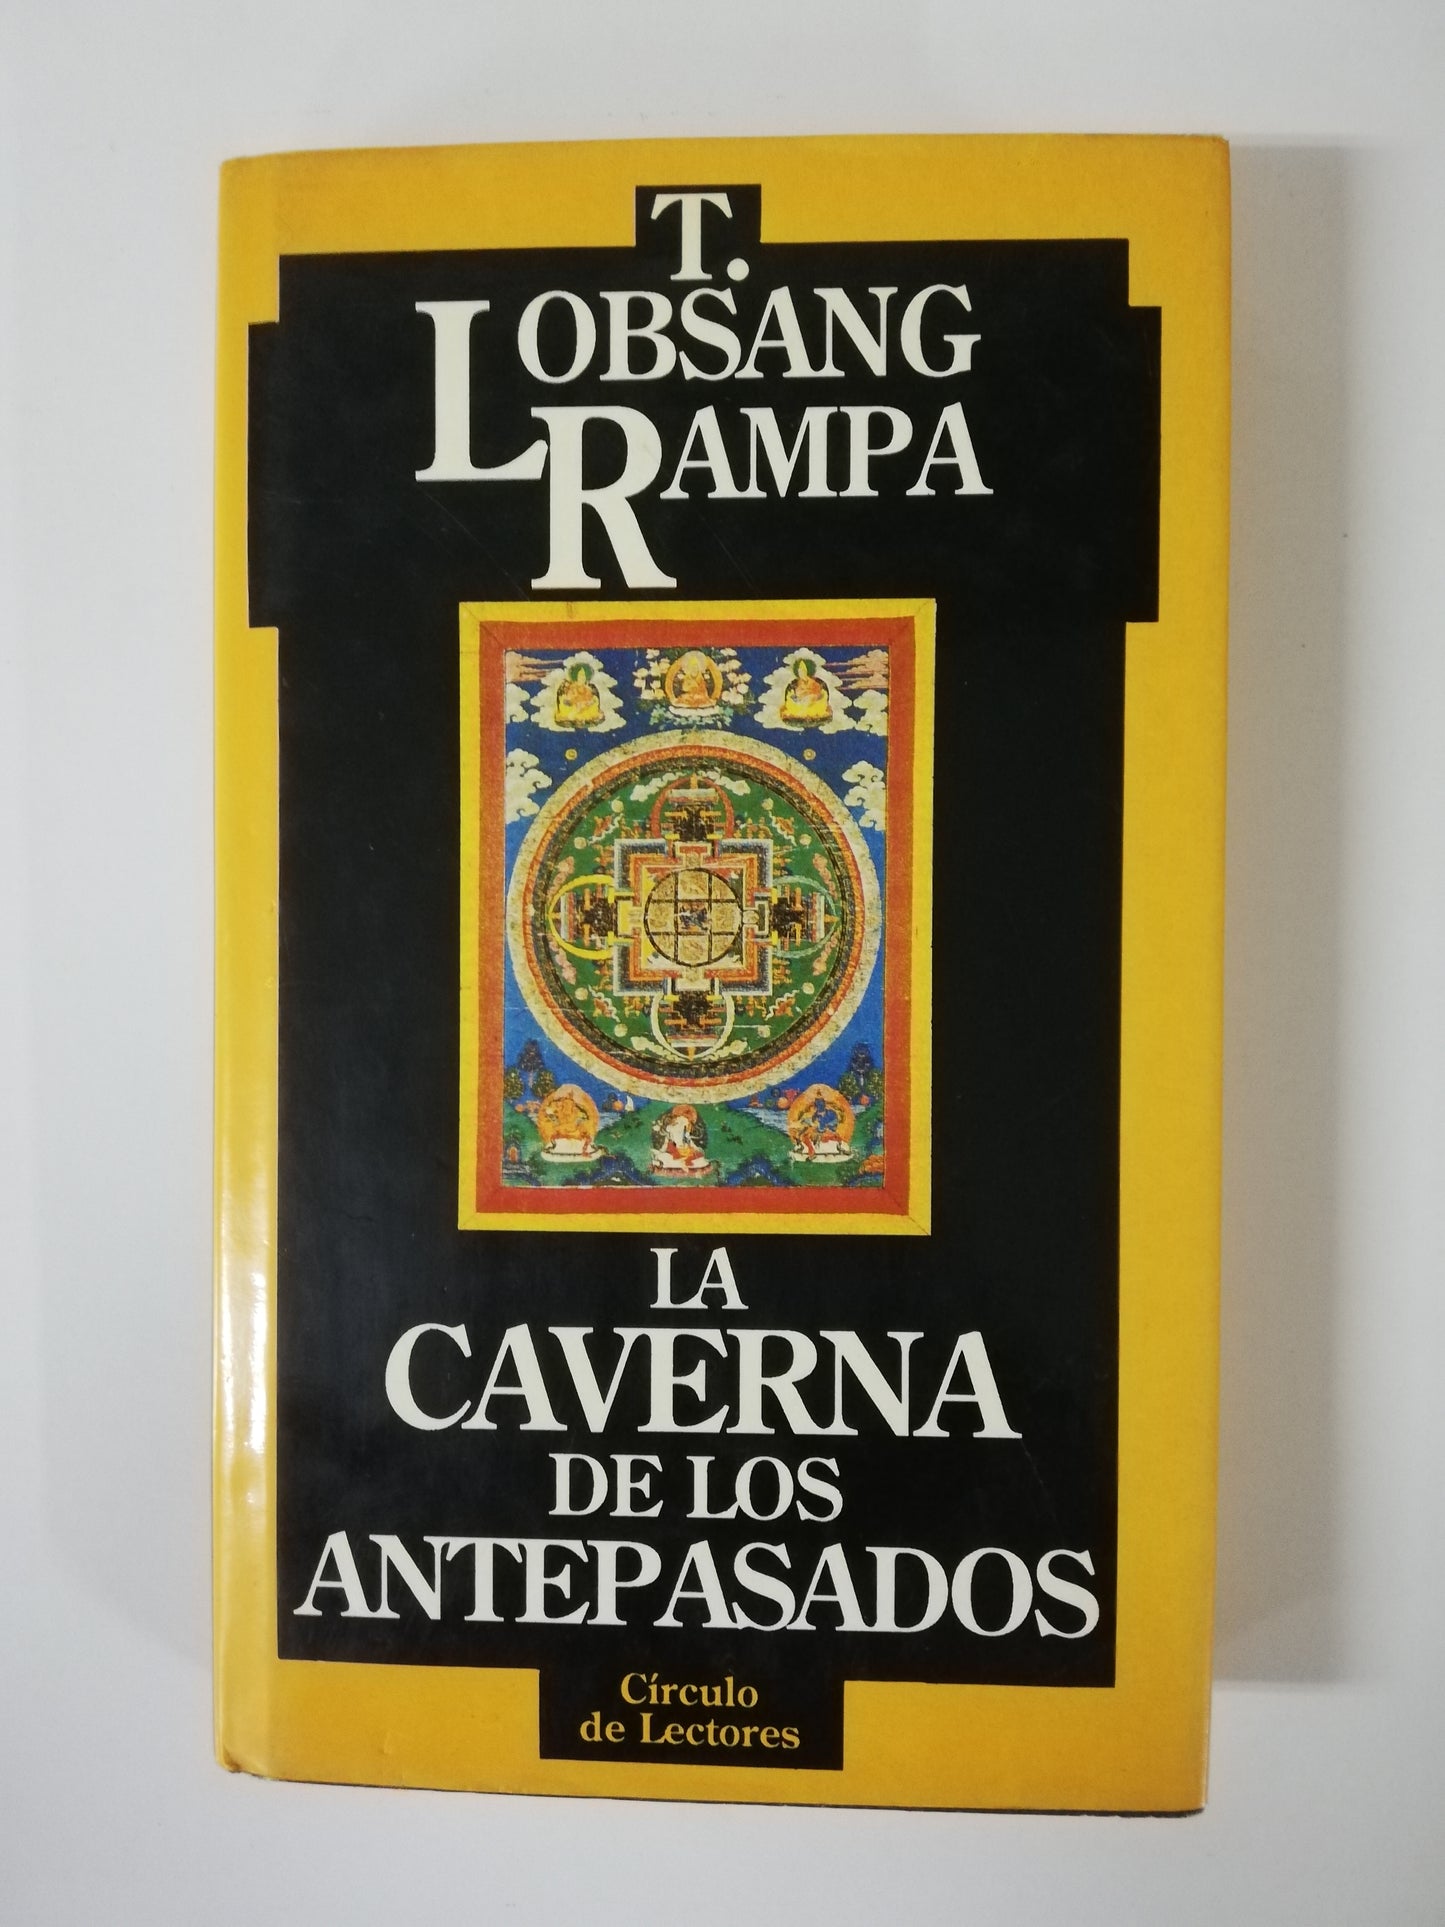 T.
LOBSANG
RAMPA
LA
CAVERNA
DE LOS
ANTEPASADOS
Círculo
de Lectores